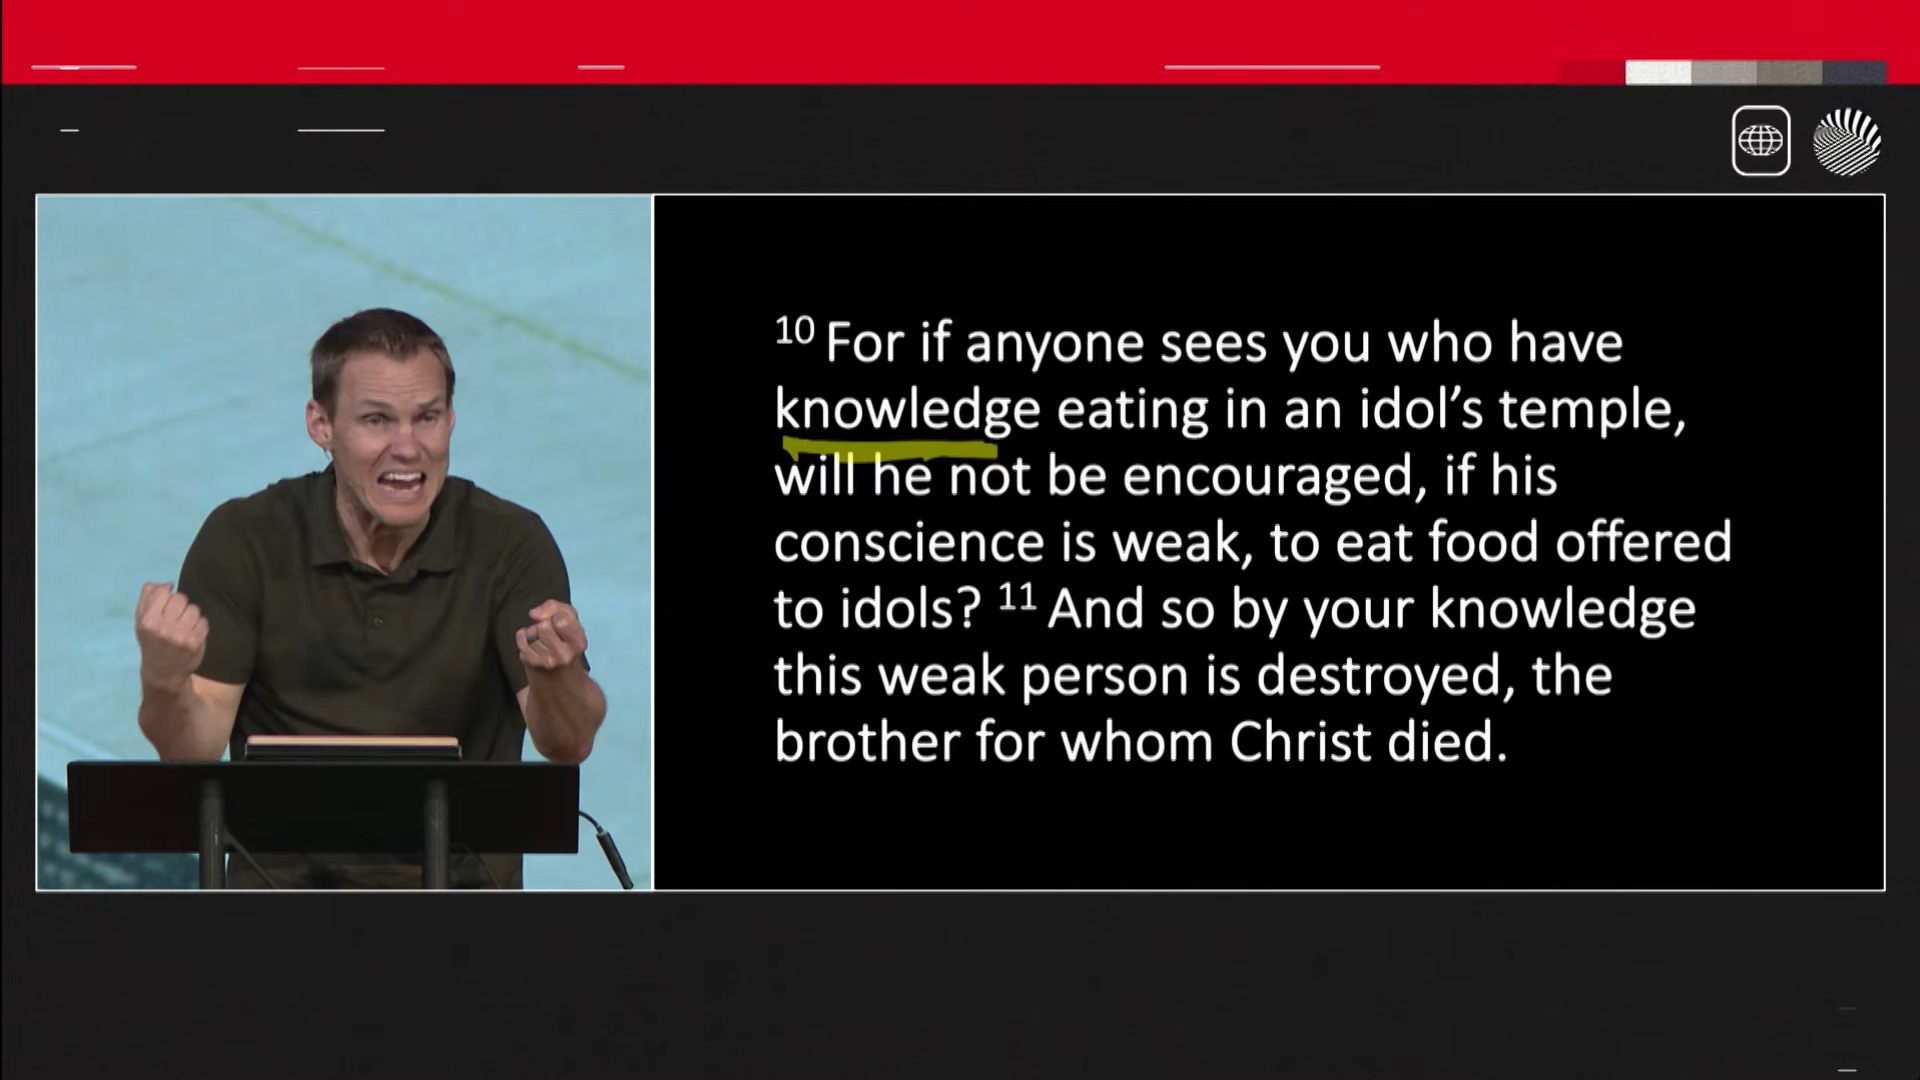 10 For if anyone sees you who have
knowledge eating in an idol’s temple,
will he not be encouraged, if his
conscience is weak, to eat food offered
to idols? 11 And so by your knowledge
this weak person is destroyed, the
brother for whom Christ died.